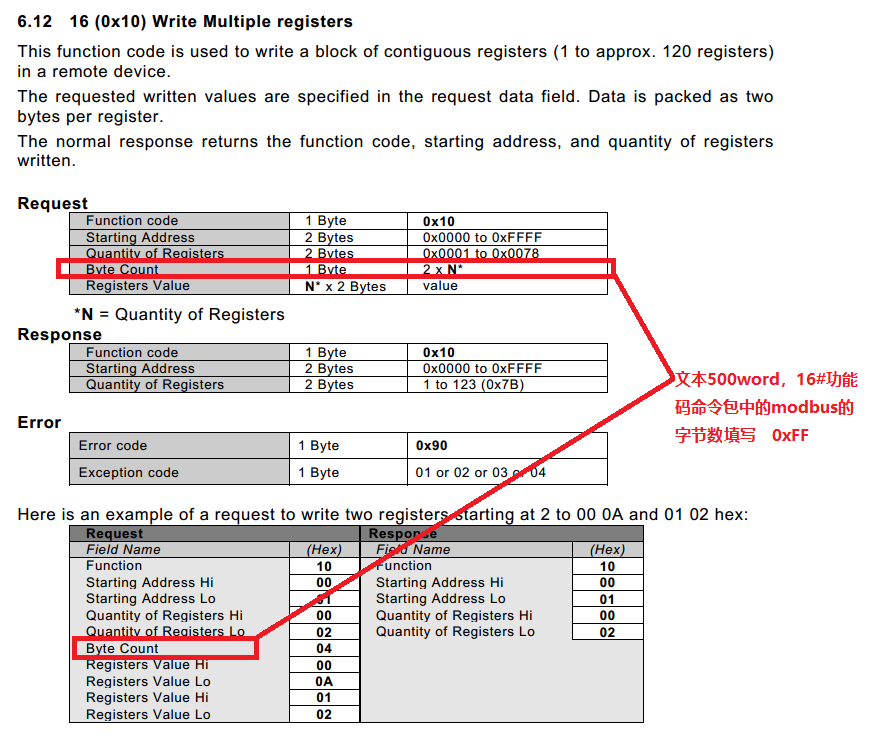 6.12 16 (0x10) Write Multiple registers
This function code is used to write a block of contiguous registers (1 to approx. 120 registers)
in a remote device.
The requested written values are specified in the request data field. Data is packed as two
bytes per register.
The normal response returns the function code, starting address, and quantity of registers
written.
Request
Function code 1 Byte 0x10
Starting Address 2 Bytes 0x0000 to 0xFFFF
Quantity of Registers 2 Bytes 0x0001 to 0x0078
Byte Count 1 Byte 2 x N*
Registers Value N* x 2 Bytes value
*N = Quantity of Registers
Response
Function code 1 Byte 0x10
Starting Address 2 Bytes 0x0000 to 0xFFFF
Quantity of Registers 2 Bytes 1 to 123 (0x7B)
文本500word，16#功能
码命令包中的modbus的
字节数填写 0xFF
Error
Error code 1 Byte 0x90
Exception code 1 Byte 01 or 02 or 03 or 04
Here is an example of a request to write two registers starting at 2 to 00 0A and 01 02 hex:
Request Response
Field Name (Hex) Field Name (Hex)
Function 10 Function 10
Starting Address Hi 00 Starting Address Hi 00
Starting Address Lo 01 Starting Address Lo 01
Quantity of Registers Hi 00 Quantity of Registers Hi 00
Quantity of Registers Lo 02 Quantity of Registers Lo 02
Byte Count 04
Registers Value Hi 00
Registers Value Lo 0A
Registers Value Hi 01
Registers Value Lo 02